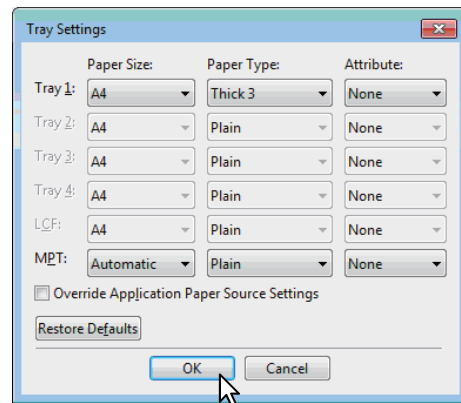 Tray Settings
Paper Size: Paper Type: Attribute:
Tray 1: A4 Thick 3 None
Tray 2: A4 Plain None
Tray 3: A4 Plain None
Tray 4: A4 Plain None
LCF: A4 Plain None
MPT: Automatic Plain None
Override Application Paper Source Settings
Restore Defaults
OK Cancel